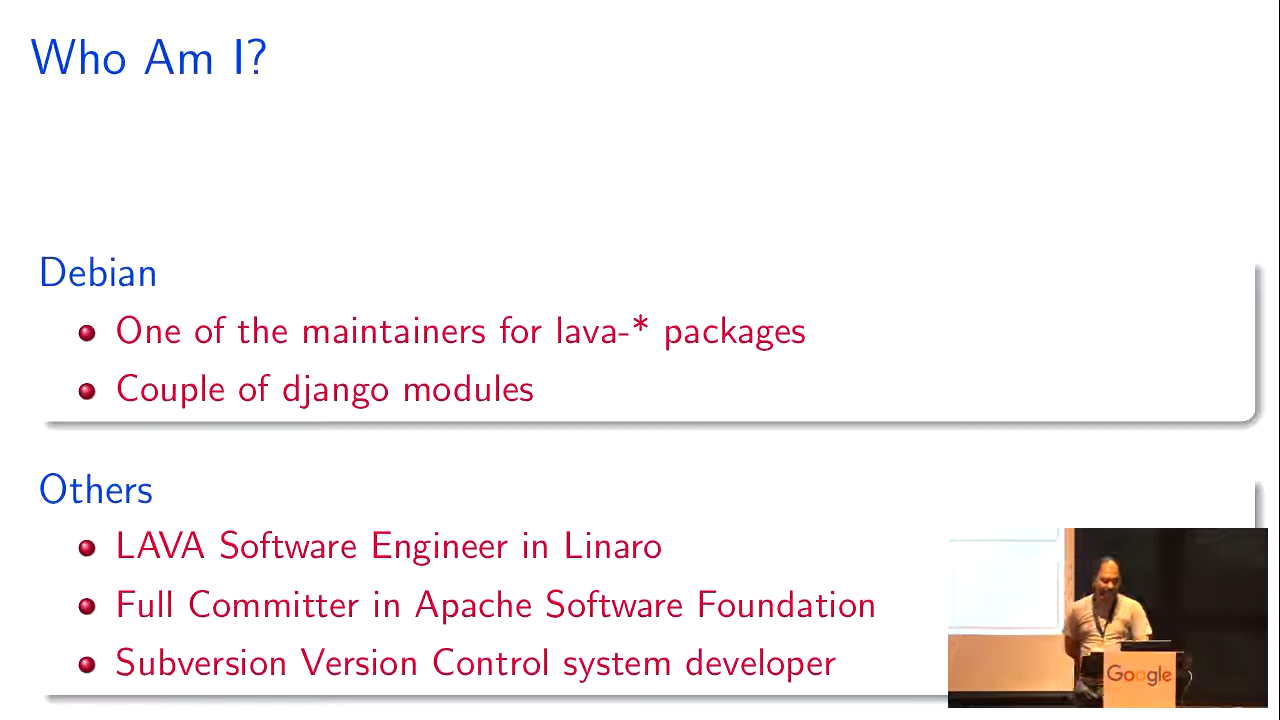 Who Am I?
Debian
One of the maintainers for lava-* packages
Couple of django modules
Others
LAVA Software Engineer in Linaro
Full Committer in Apache Software Foundation
Subversion Version Control system developer
Google